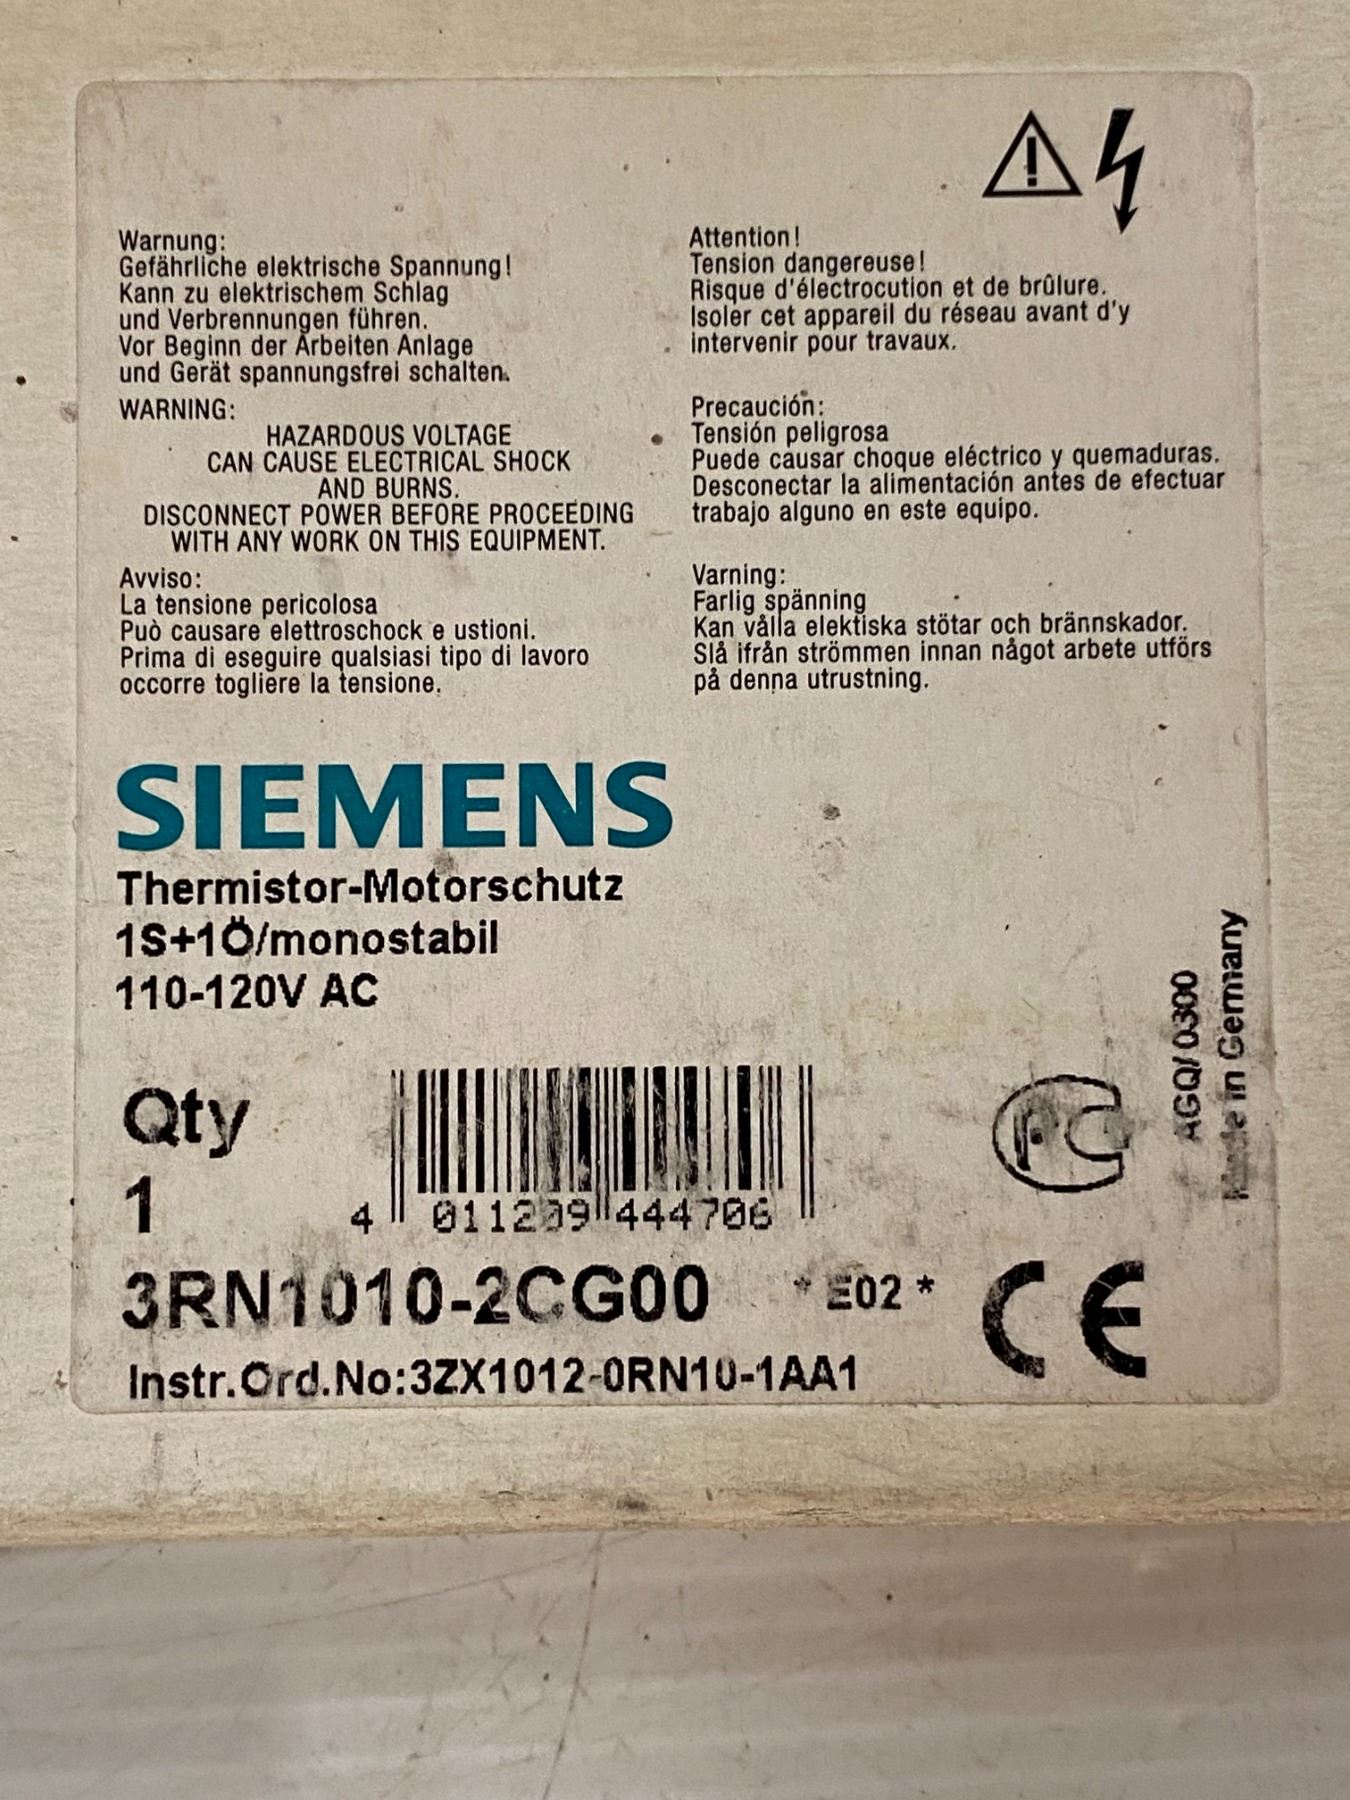 Warnung:
Gefährliche elektrische Spannung!
Kann zu elektrischem Schlag
und Verbrennungen führen.
Vor Beginn der Arbeiten Anlage
und Gerät spannungsfrei schalten.
WARNING:
HAZARDOUS VOLTAGE
CAN CAUSE ELECTRICAL SHOCK
AND BURNS.
DISCONNECT POWER BEFORE PROCEEDING
WITH ANY WORK ON THIS EQUIPMENT.
Avviso:
La tensione pericolosa
Può causare elettroschock e ustioni.
Prima di eseguire qualsiasi tipo di lavoro
occorre togliere la tensione.
Attention!
Tension dangereuse!
Risque d'électrocution et de brûlure.
Isoler cet appareil du réseau avant d'y
intervenir pour travaux.
Precaución:
Tensión peligrosa
Puede causar choque eléctrico y quemaduras.
Desconectar la alimentación antes de efectuar
trabajo alguno en este equipo.
Varning:
Farlig spänning
Kan vålla elektiska stötar och brännskador.
Slå ifrån strömmen innan något arbete utförs
på denna utrustning.
SIEMENS
Thermistor-Motorschutz
1S+1Ö/monostabil
110-120V AC
Qty
1
4 011209 444706
3RN1010-2CG00 * E02 *
Instr.Ord.No:3ZX1012-0RN10-1AA1
CE
AGQ/ 0300
Made in Germany